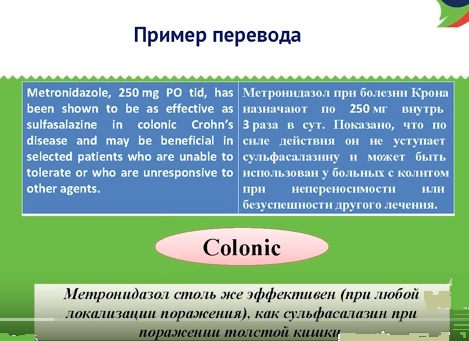 Пример перевода
Metronidazole, 250 mg PO tid, has
been shown to be as effective as
sulfasalazine in colonic Crohn's
disease and may be beneficial in
selected patients who are unable to
tolerate or who are unresponsive to
other agents.
Метронидазол при болезни Крона
назначают по 250 мг внутрь
3 раза в сут. Показано, что по
силе действия он не уступает
сульфасалазину и может быть
использован у больных с колитом
при непереносимости или
безуспешности другого лечения.
Colonic
Метронидазол столь же эффективен (при любой
локализации поражения), как сульфасалазин при
поражении толстой кишки